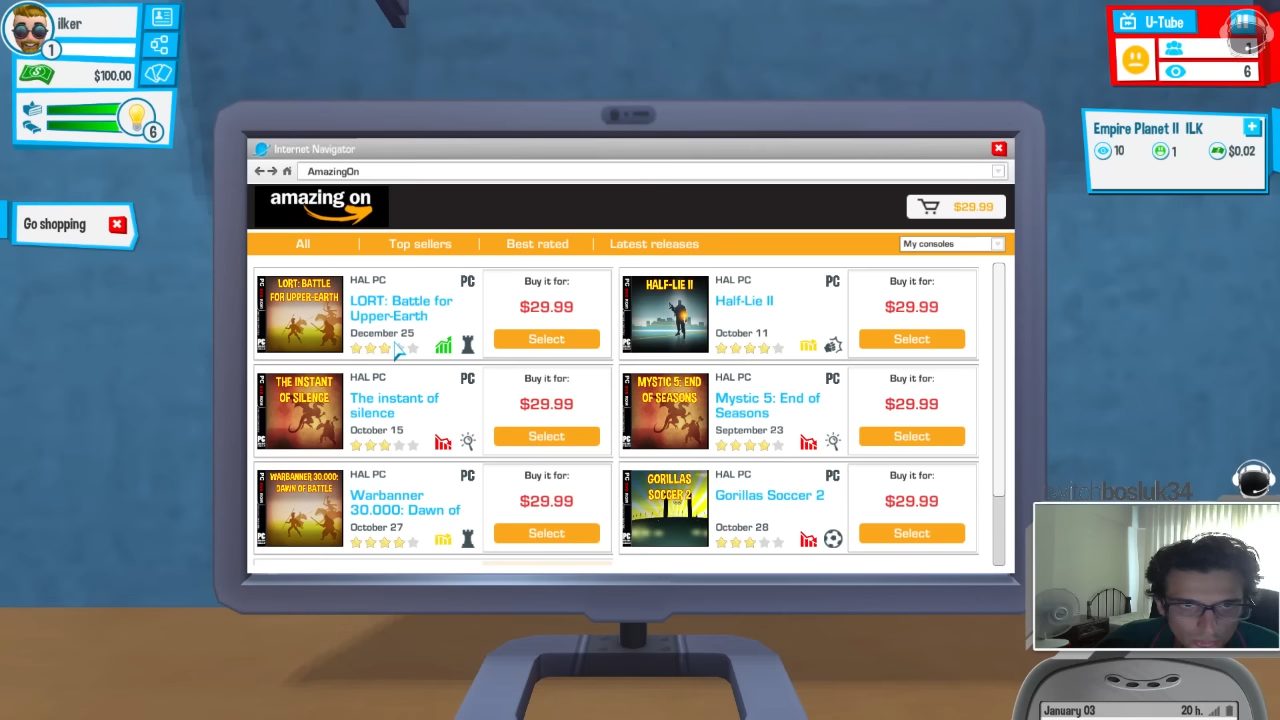 ilker
1
$100.00
6
Go shopping
U-Tube
1
6
Empire Planet II ILK
10
1
$0.02
Internet Navigator
AmazingOn
amazing on
$29.99
All
Top sellers
Best rated
Latest releases
My consoles
LORT: BATTLE
FOR UPPER-EARTH
HAL PC
PC
LORT: Battle for
Upper-Earth
December 25
Buy it for:
$29.99
Select
HALF-LIE II
HAL PC
PC
Half-Lie II
October 11
Buy it for:
$29.99
Select
THE INSTANT
OF SILENCE
HAL PC
PC
The instant of
silence
October 15
Buy it for:
$29.99
Select
MYSTIC 5: END
OF SEASONS
HAL PC
PC
Mystic 5: End of
Seasons
September 23
Buy it for:
$29.99
Select
WARBANNER 30.000:
DAWN OF BATTLE
HAL PC
PC
Warbanner
30.000: Dawn of
October 27
Buy it for:
$29.99
Select
GORILLAS
SOCCER 2
HAL PC
PC
Gorillas Soccer 2
October 28
Buy it for:
$29.99
Select
January 03
20 h.